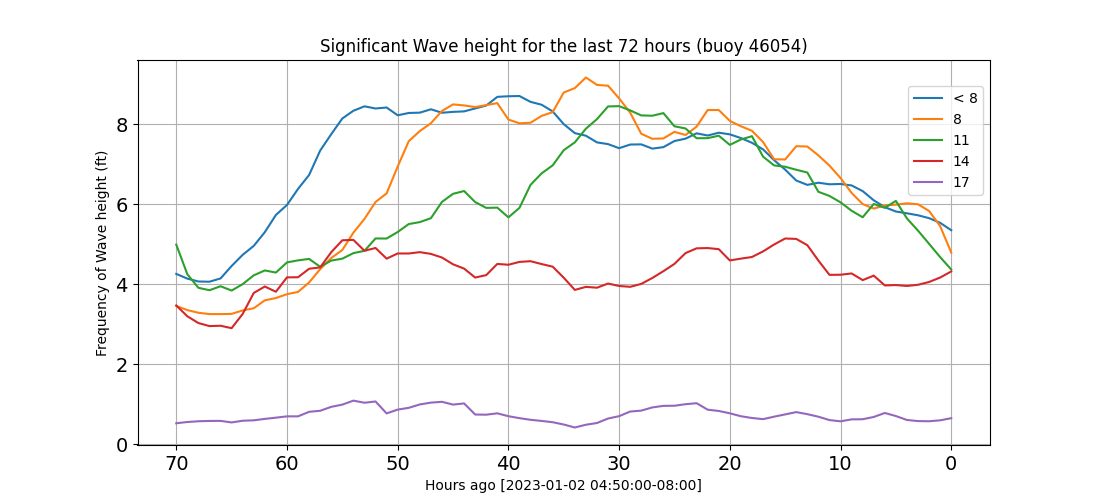 Significant Wave height for the last 72 hours (buoy 46054)
Frequency of Wave height (ft)
8
6
4
2
0
< 8
8
11
14
17
70 60 50 40 30 20 10 0
Hours ago [2023-01-02 04:50:00-08:00]